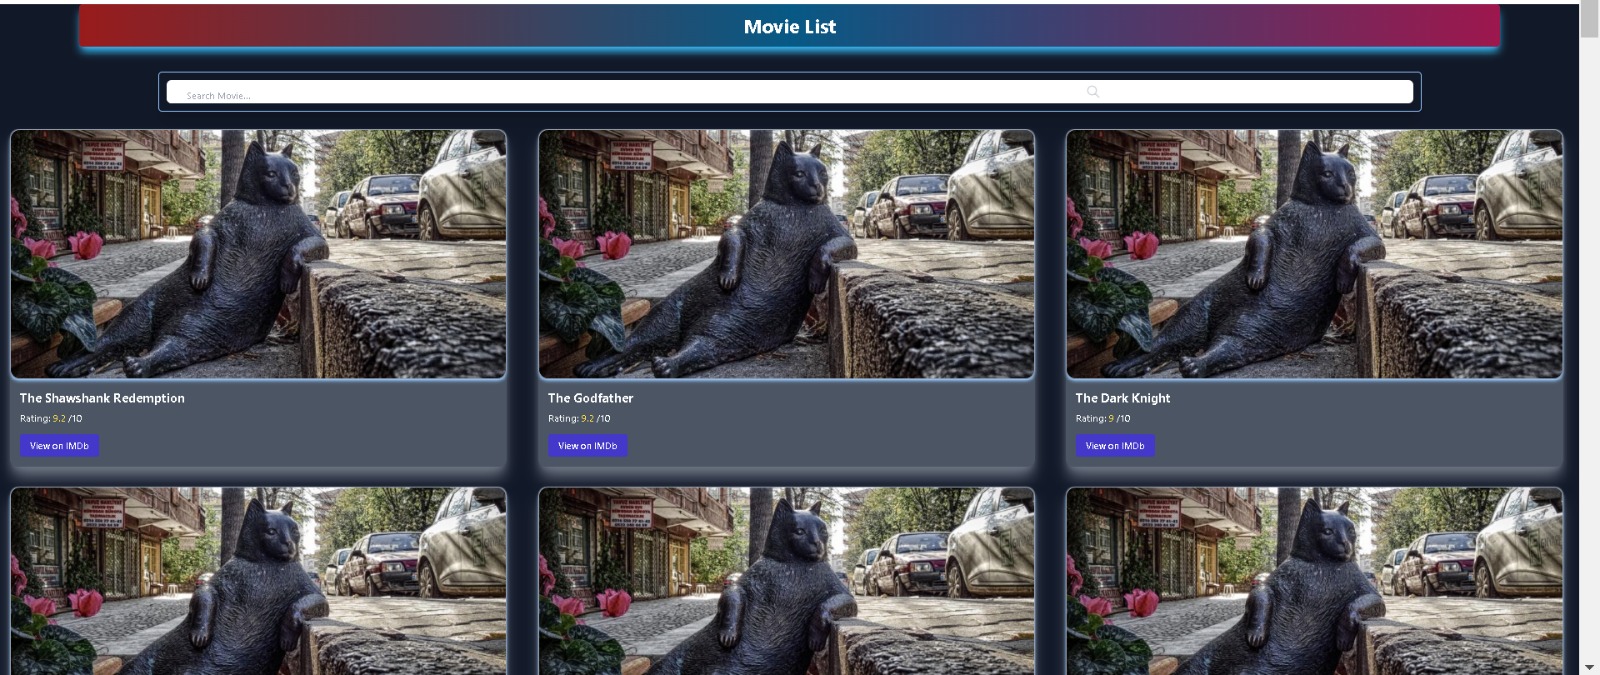 Movie List
Search Movie...
The Shawshank Redemption
Rating: 9.2 /10
View on IMDb
The Godfather
Rating: 9.2 /10
View on IMDb
The Dark Knight
Rating: 9 /10
View on IMDb